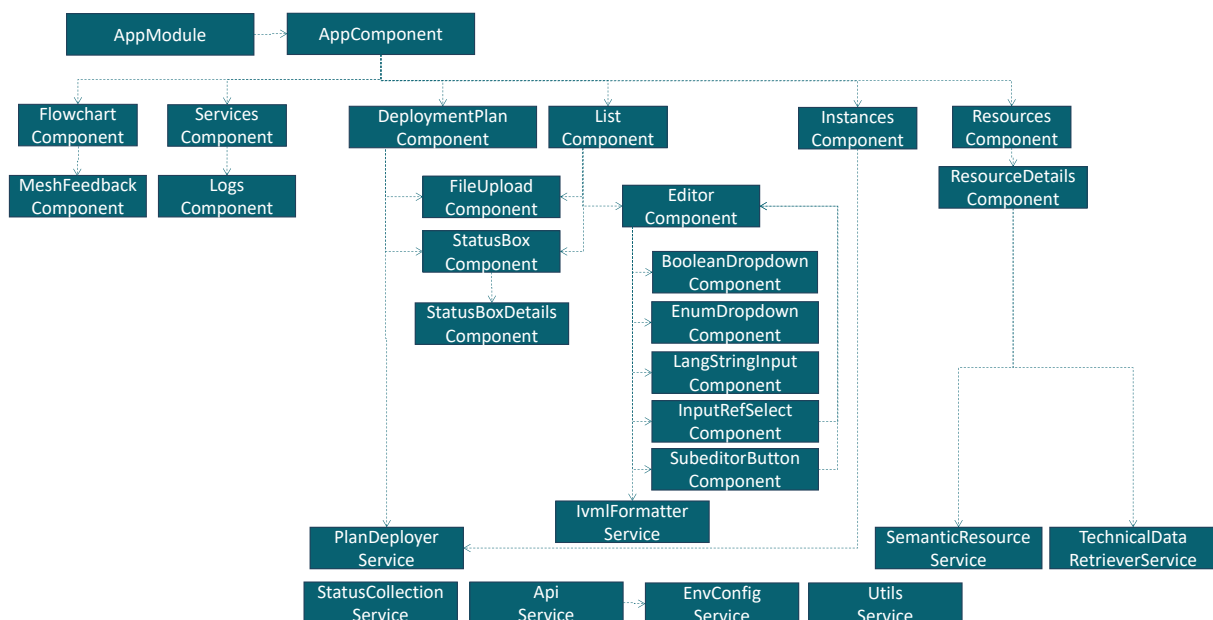 AppModule
AppComponent
Flowchart
Component
Services
Component
DeploymentPlan
Component
List
Component
Instances
Component
Resources
Component
MeshFeedback
Component
Logs
Component
FileUpload
Component
Editor
Component
ResourceDetails
Component
StatusBox
Component
BooleanDropdown
Component
StatusBoxDetails
Component
EnumDropdown
Component
LangStringInput
Component
InputRefSelect
Component
SubeditorButton
Component
IvmlFormatter
Service
PlanDeployer
Service
SemanticResource
Service
TechnicalData
RetrieverService
StatusCollection
Service
Api
Service
EnvConfig
Service
Utils
Service